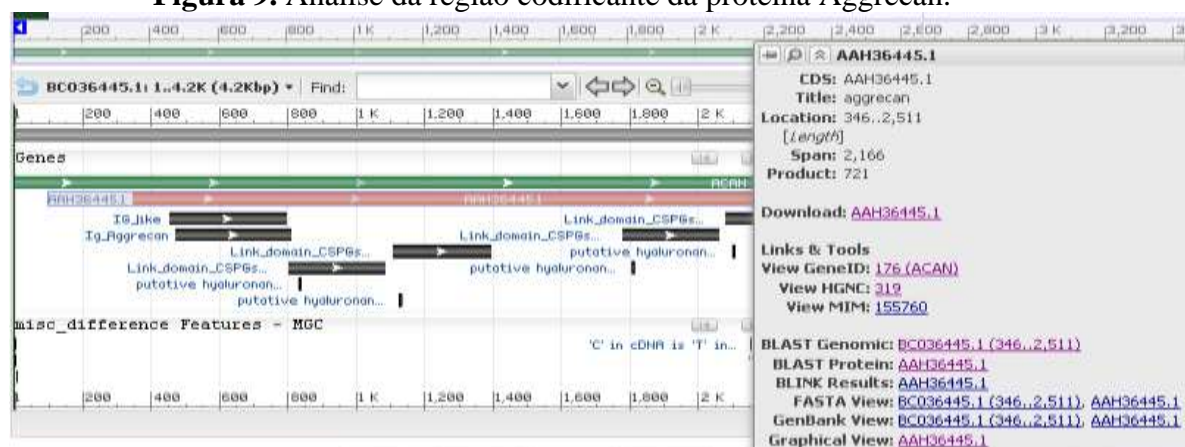 Figura 9. Análise da região codificante da proteína Aggrecan.
200 400 600 800 1 K 1,200 1,400 1,600 1,800 2 K 2,200 2,400 2,600 2,800 3 K 3,200
BC036445.1: 1..4.2K (4.2Kbp) Find:
200 400 600 800 1 K 1,200 1,400 1,600 1,800 2 K
Genes
ACAN
AAH36445.1 AAH36445.1
IG_like Link_domain_CSPGs...
Ig_Aggrecan Link_domain_CSPGs...
Link_domain_CSPGs... putative hyaluronan...
Link_domain_CSPGs... putative hyaluronan...
putative hyaluronan...
putative hyaluronan...
misc_difference Features - MGC
'C' in cDNA is 'T' in...
200 400 600 800 1 K 1,200 1,400 1,600 1,800 2 K
AAH36445.1
CDS: AAH36445.1
Title: aggrecan
Location: 346..2,511
[Length]
Span: 2,166
Product: 721
Download: AAH36445.1
Links & Tools
View GeneID: 176 (ACAN)
View HGNC: 319
View MIM: 155760
BLAST Genomic: BC036445.1 (346..2,511)
BLAST Protein: AAH36445.1
BLINK Results: AAH36445.1
FASTA View: BC036445.1 (346..2,511), AAH36445.1
GenBank View: BC036445.1 (346..2,511), AAH36445.1
Graphical View: AAH36445.1